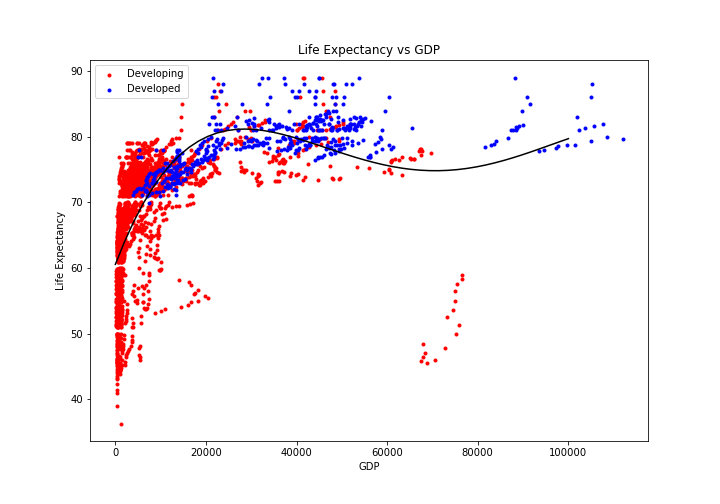 Life Expectancy vs GDP
Developing
Developed
Life Expectancy
90
80
70
60
50
40
0 20000 40000 60000 80000 100000
GDP